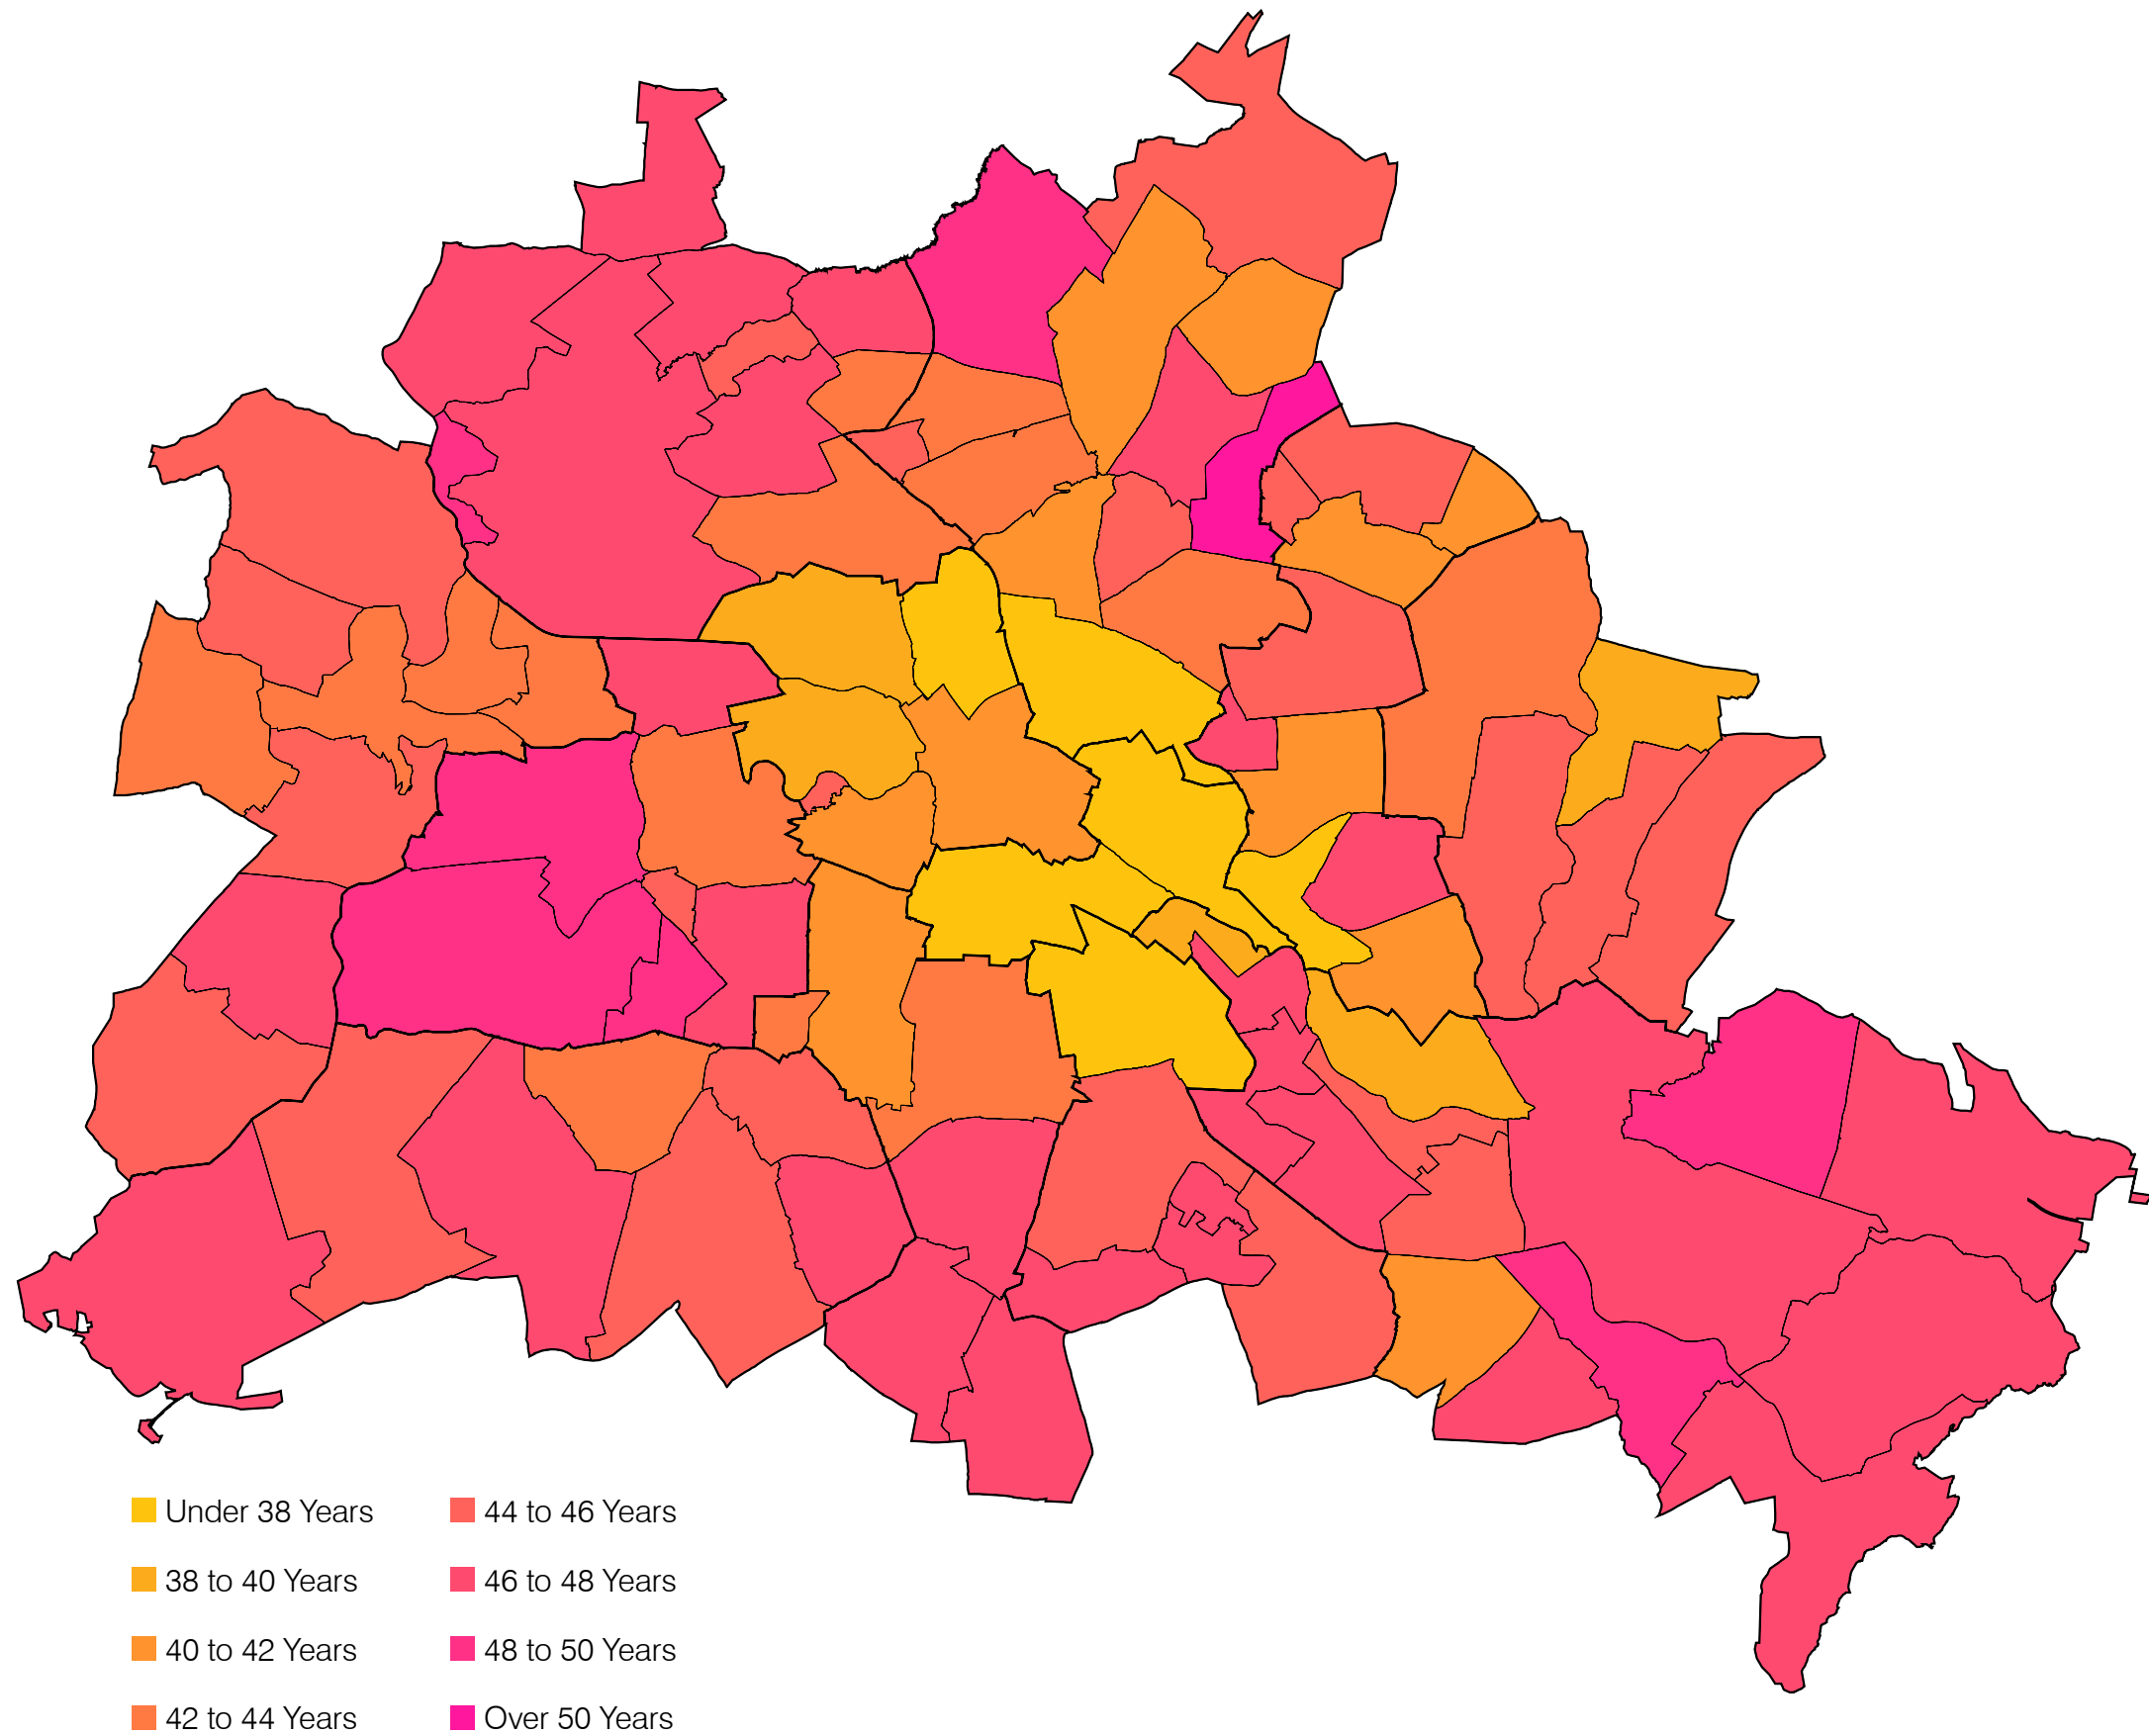 Under 38 Years
38 to 40 Years
40 to 42 Years
42 to 44 Years
44 to 46 Years
46 to 48 Years
48 to 50 Years
Over 50 Years